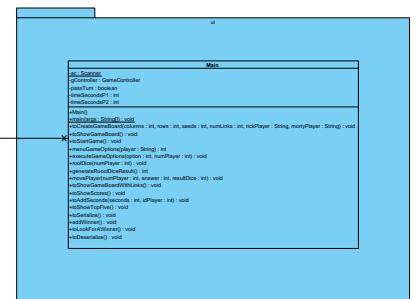 ui
Main
-sc : Scanner
-gController : GameController
-passTurn : boolean
-timeSecondsP1 : int
-timeSecondsP2 : int
+Main()
+main(args : String[]) : void
+toCreateGameBoard(columns : int, rows : int, seeds : int, numLinks : int, rickPlayer : String, mortyPlayer : String) : void
+toShowGameBoard() : void
+toStartGame() : void
+menuGameOptions(player : String) : int
+executeGameOptions(option : int, numPlayer : int) : void
+rootDice(numPlayer : int) : void
+generateRoodDiceResult() : int
+movePlayer(numPlayer : int, answer : int, resultDice : int) : void
+toShowGameBoardWithLinks() : void
+toShowScores() : void
+toAddSeconds(seconds : int, idPlayer : int) : void
+toShowTopFive() : void
+toSerialize() : void
+addWinner() : void
+toLookForAWinner() : void
+toDeserialize() : void